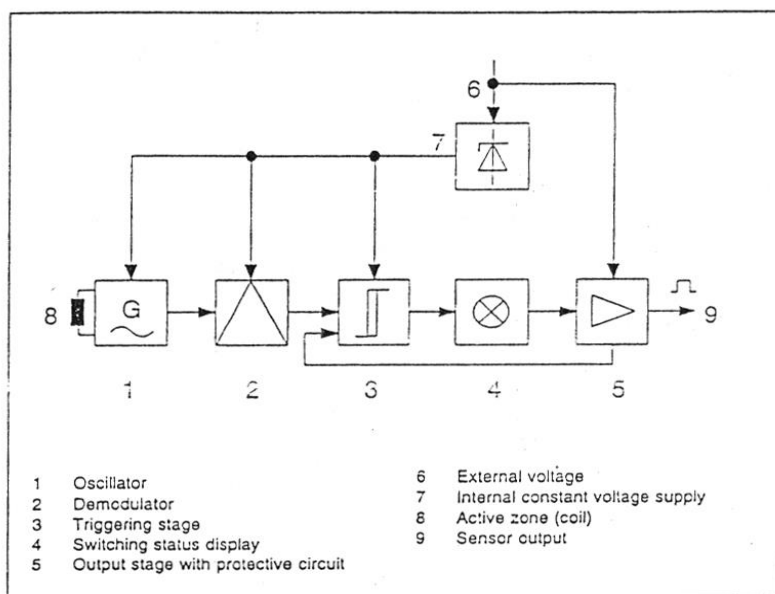 6
7
8
G
9
1
2
3
4
5
1 Oscillator
2 Demodulator
3 Triggering stage
4 Switching status display
5 Output stage with protective circuit
6 External voltage
7 Internal constant voltage supply
8 Active zone (coil)
9 Sensor output